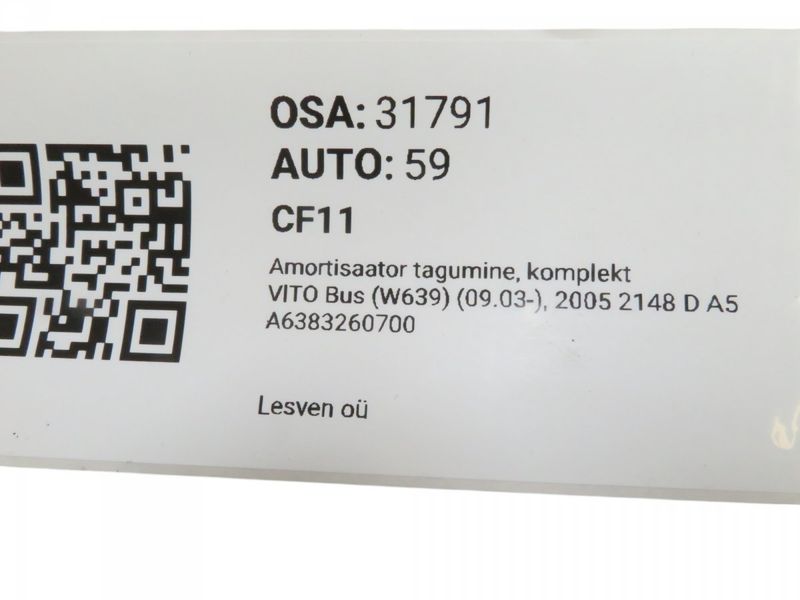 OSA: 31791
AUTO: 59
CF11
Amortisaator tagumine, komplekt
VITO Bus (W639) (09.03-), 2005 2148 D A5
A6383260700
Lesven oü